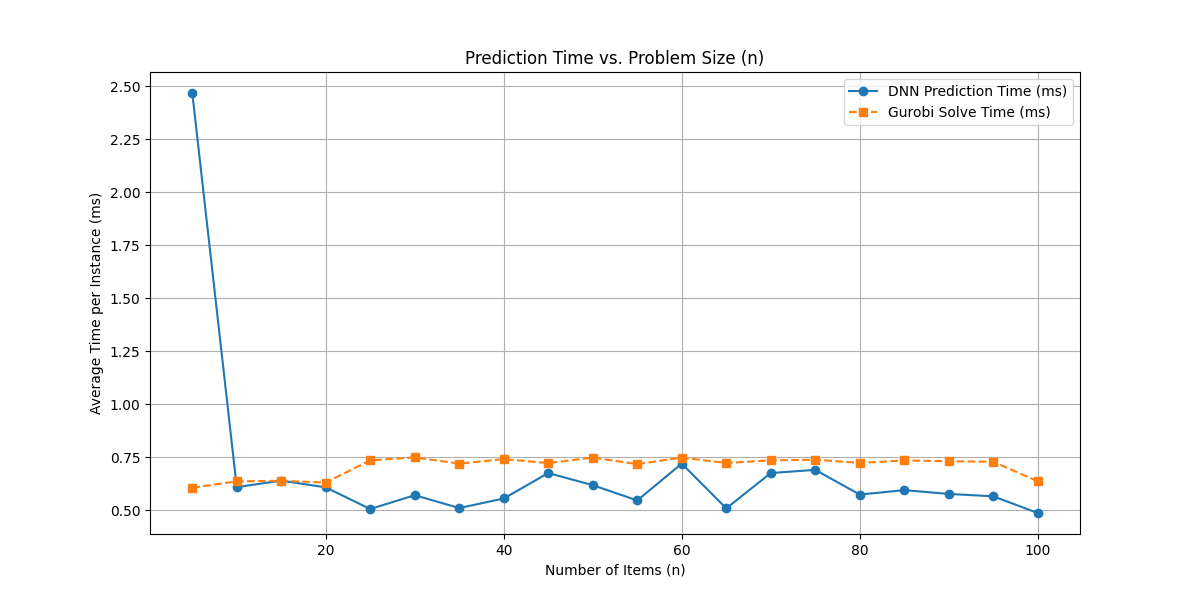 Prediction Time vs. Problem Size (n)
DNN Prediction Time (ms)
Gurobi Solve Time (ms)
Average Time per Instance (ms)
2.50
2.25
2.00
1.75
1.50
1.25
1.00
0.75
0.50
20 40 60 80 100
Number of Items (n)